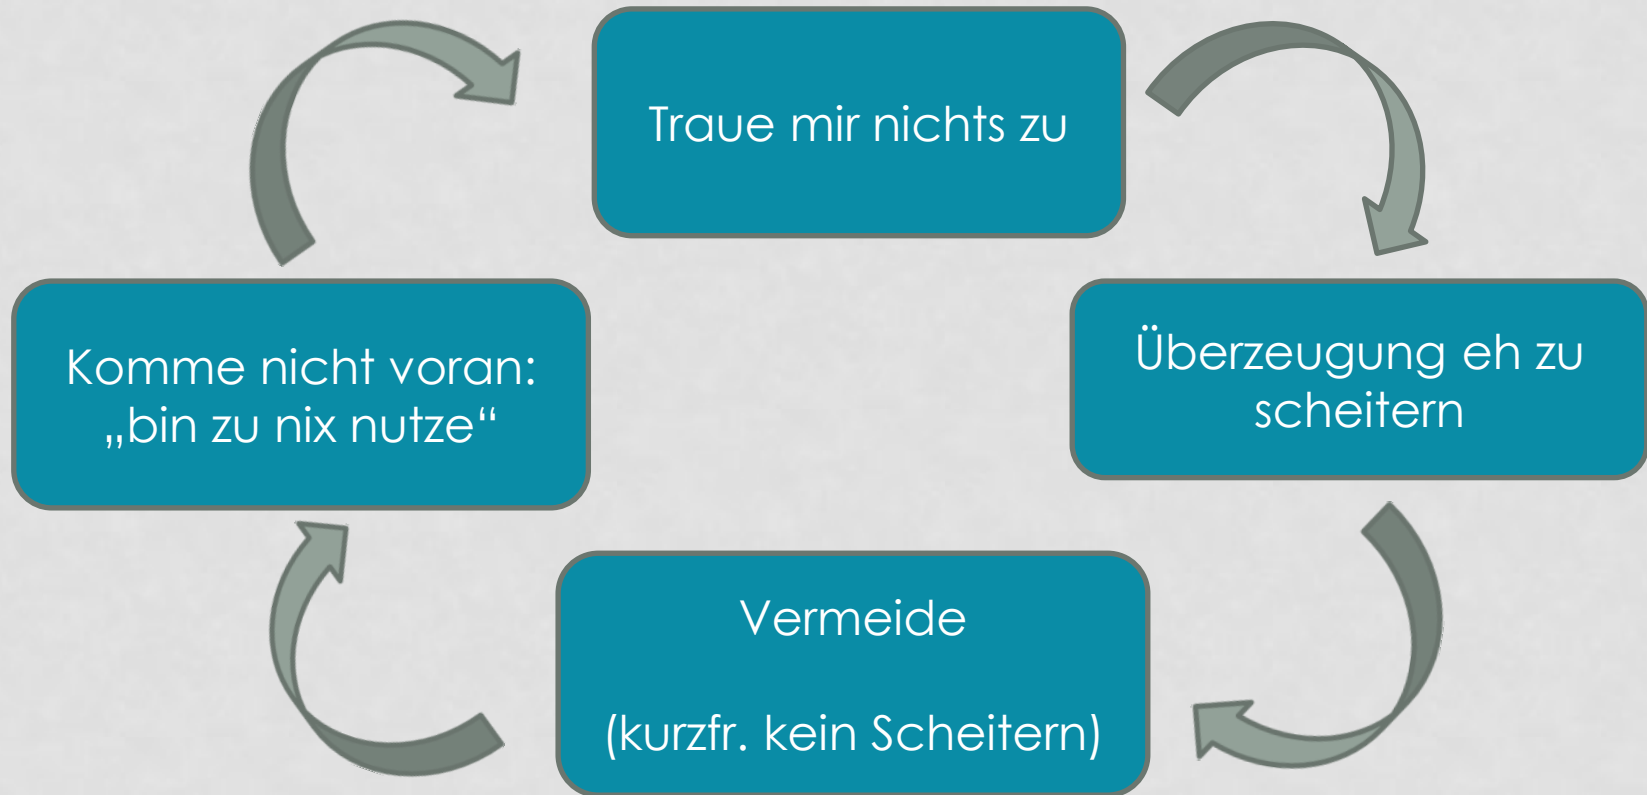 Traue mir nichts zu
Überzeugung eh zu
scheitern
Vermeide
(kurzfr. kein Scheitern)
Komme nicht voran:
„bin zu nix nutze“